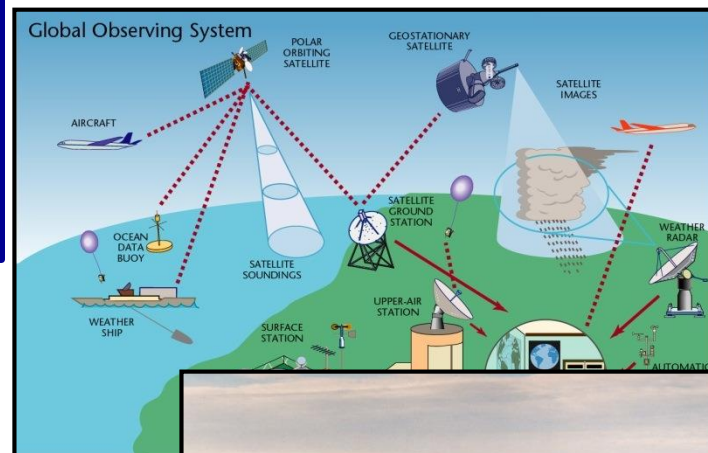 Global Observing System
POLAR
ORBITING
SATELLITE
GEOSTATIONARY
SATELLITE
SATELLITE
IMAGES
AIRCRAFT
OCEAN
DATA
BUOY
SATELLITE
SOUNDINGS
SATELLITE
GROUND
STATION
WEATHER
RADAR
WEATHER
SHIP
UPPER-AIR
STATION
SURFACE
STATION
AUTOMATIC